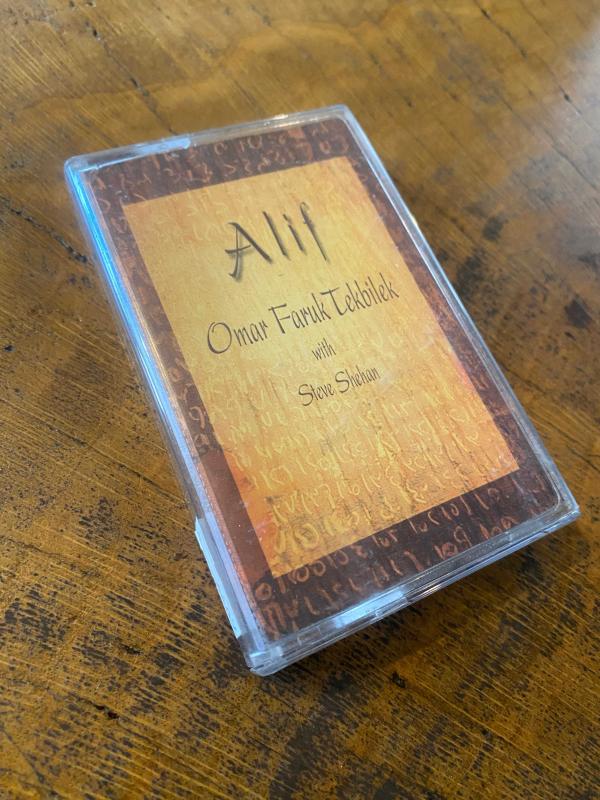 Alif
Omar Faruk Tekbilek
with
Steve Shehan